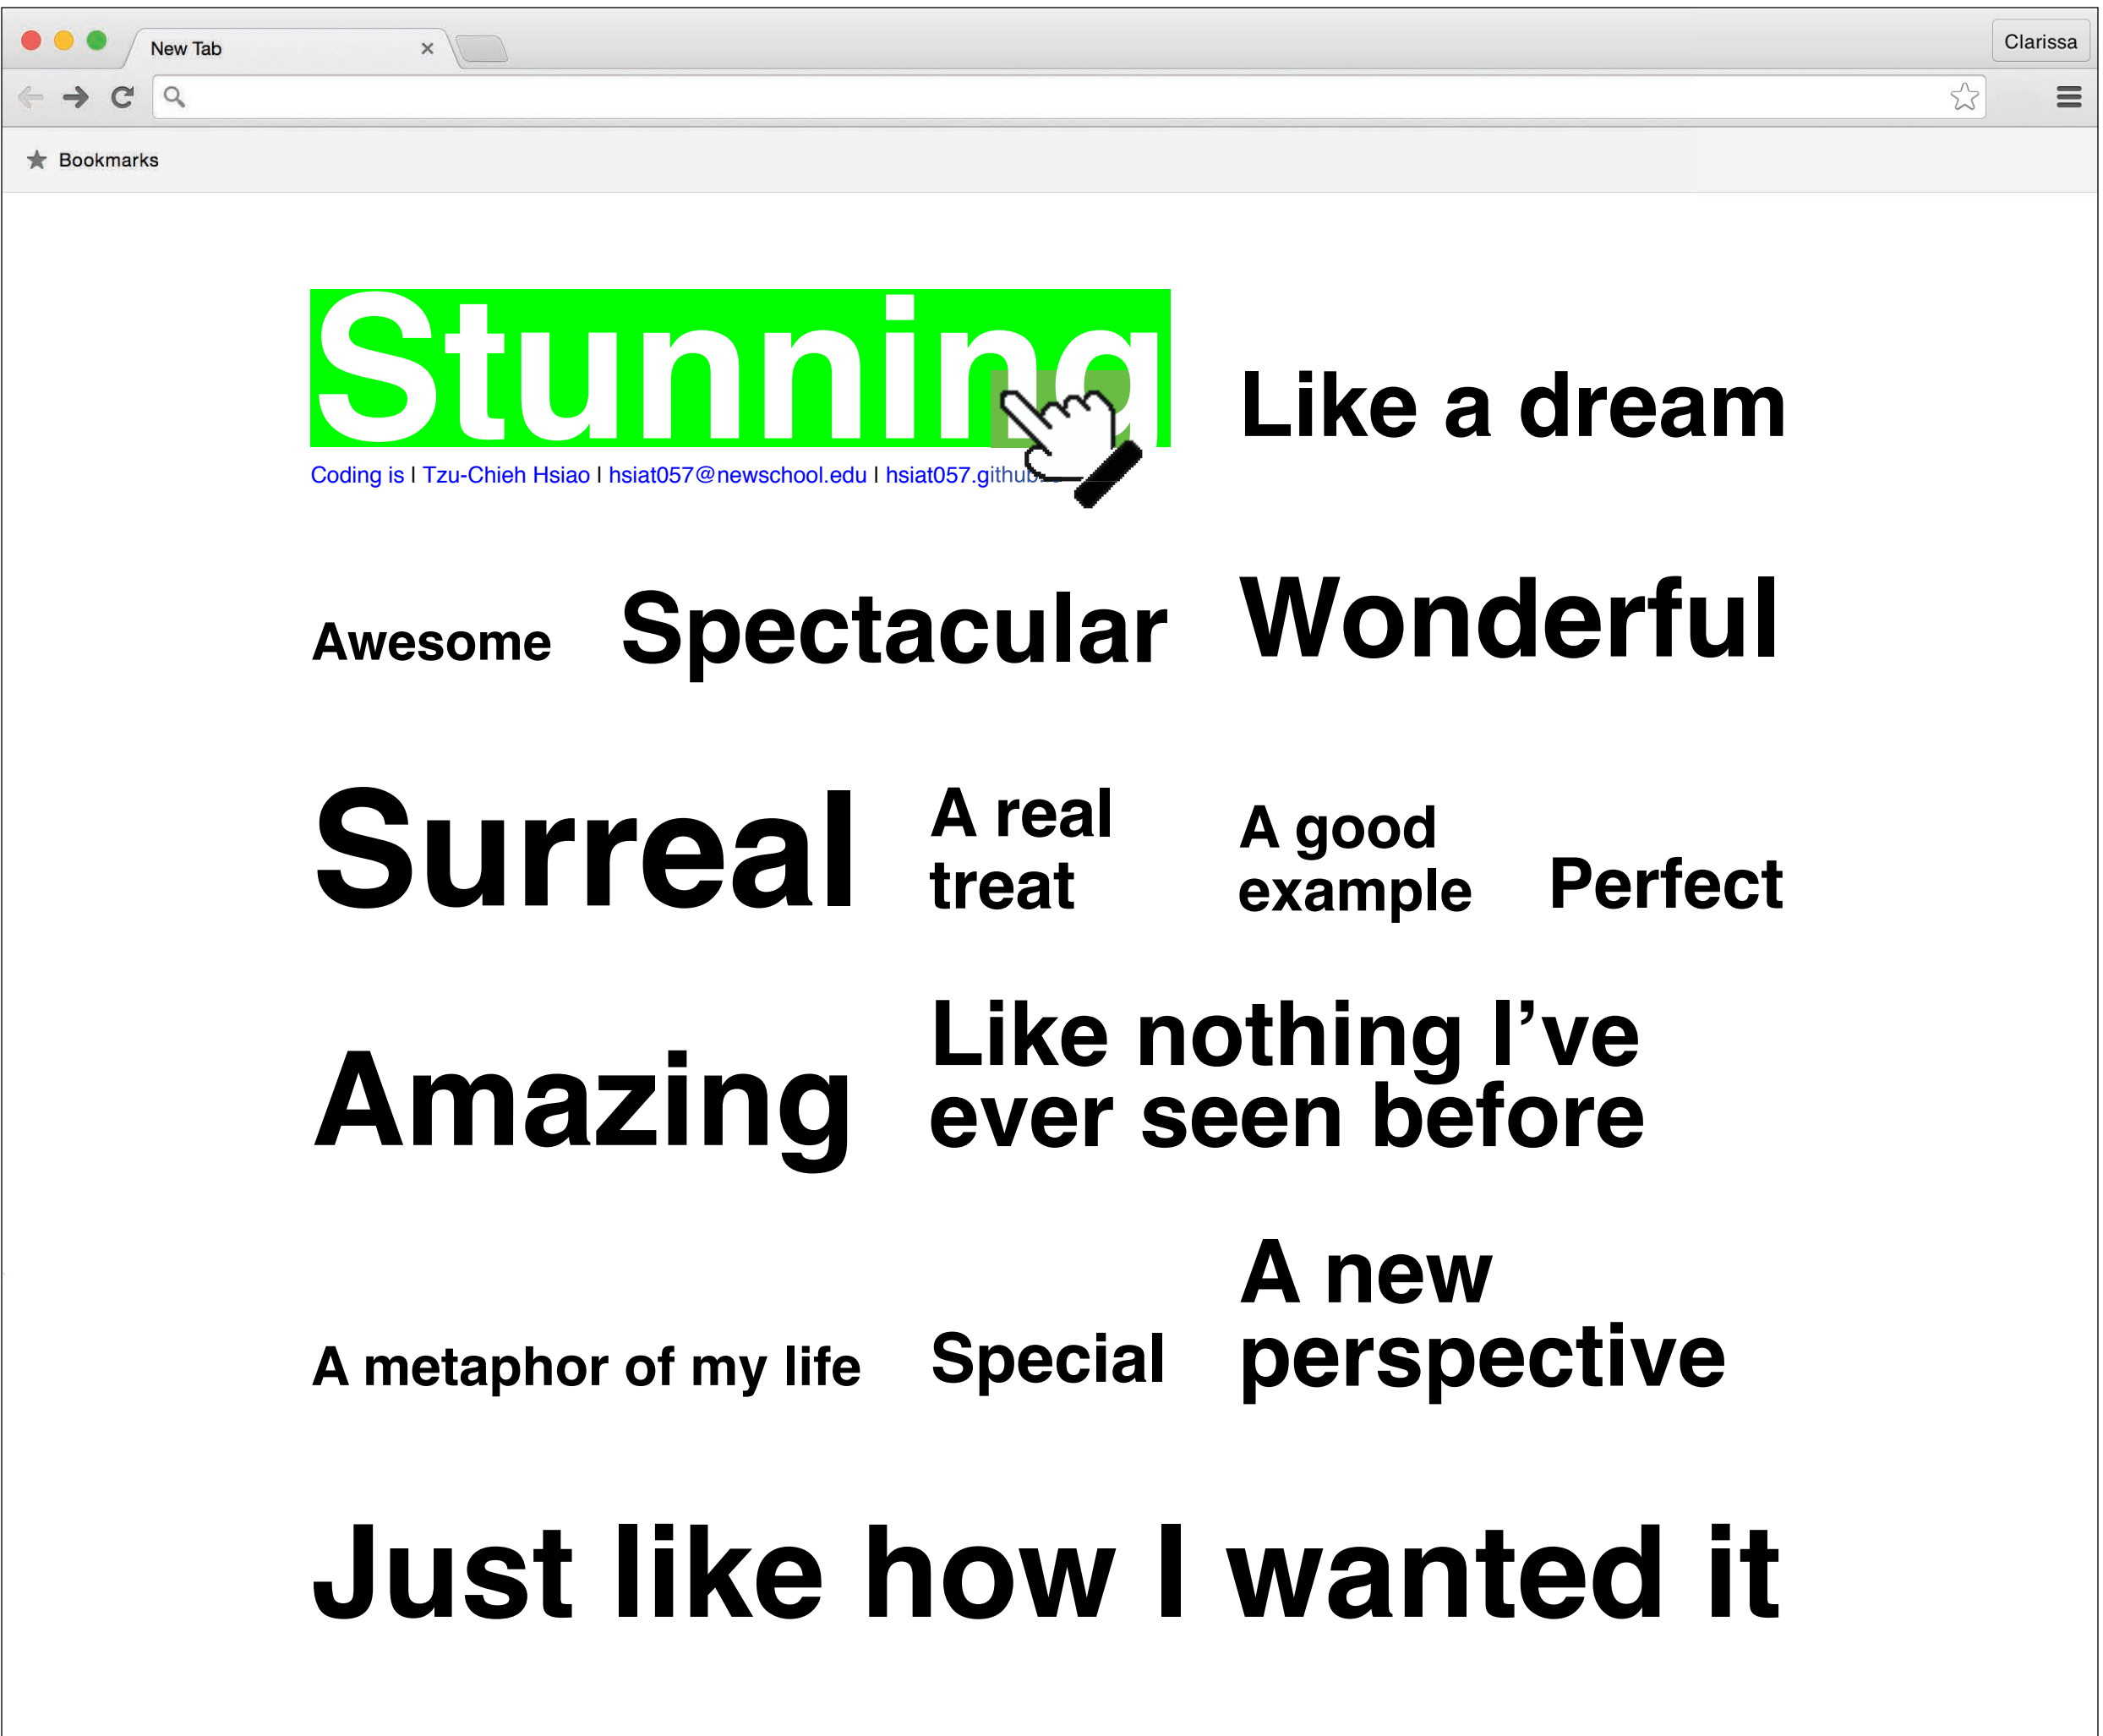 New Tab
Clarissa
Bookmarks
Stunning
Coding is | Tzu-Chieh Hsiao | hsiat057@newschool.edu | hsiat057.github
Like a dream
Awesome
Spectacular
Wonderful
Surreal
A real
treat
A good
example
Perfect
Amazing
Like nothing I’ve
ever seen before
A metaphor of my life
Special
A new
perspective
Just like how I wanted it